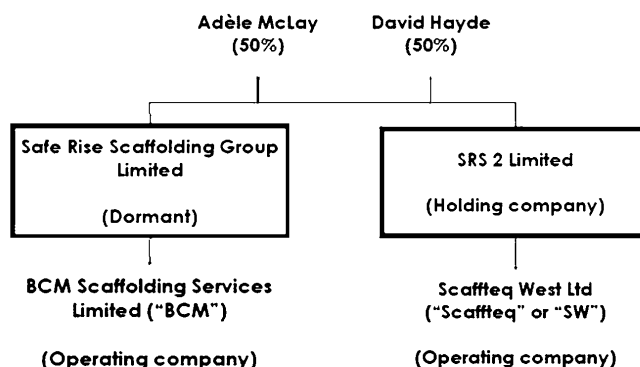 Adèle McLay
(50%)
David Hayde
(50%)
Safe Rise Scaffolding Group
Limited
(Dormant)
SRS 2 Limited
(Holding company)
BCM Scaffolding Services
Limited (“BCM”)
(Operating company)
Scaffteq West Ltd
(“Scaffteq” or “SW”)
(Operating company)